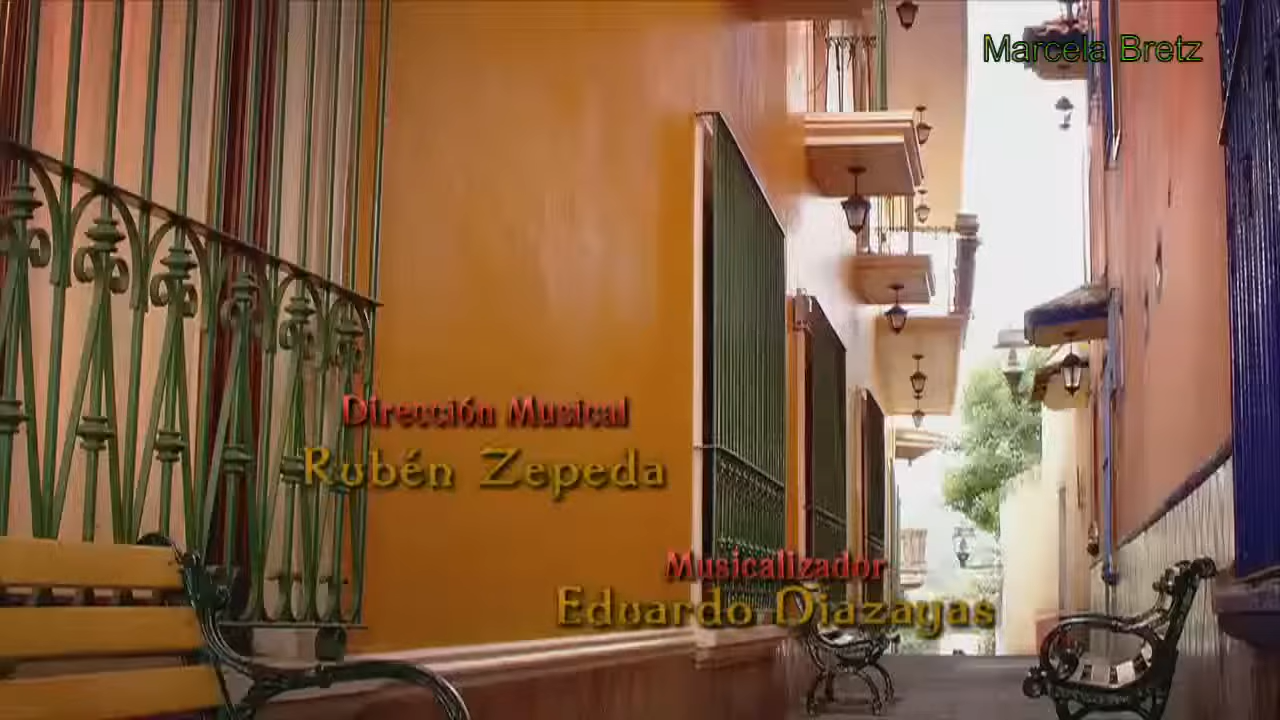 Marcela Bretz
Dirección Musical
Rubén Zepeda
Musicalizador
Eduardo Diazayas